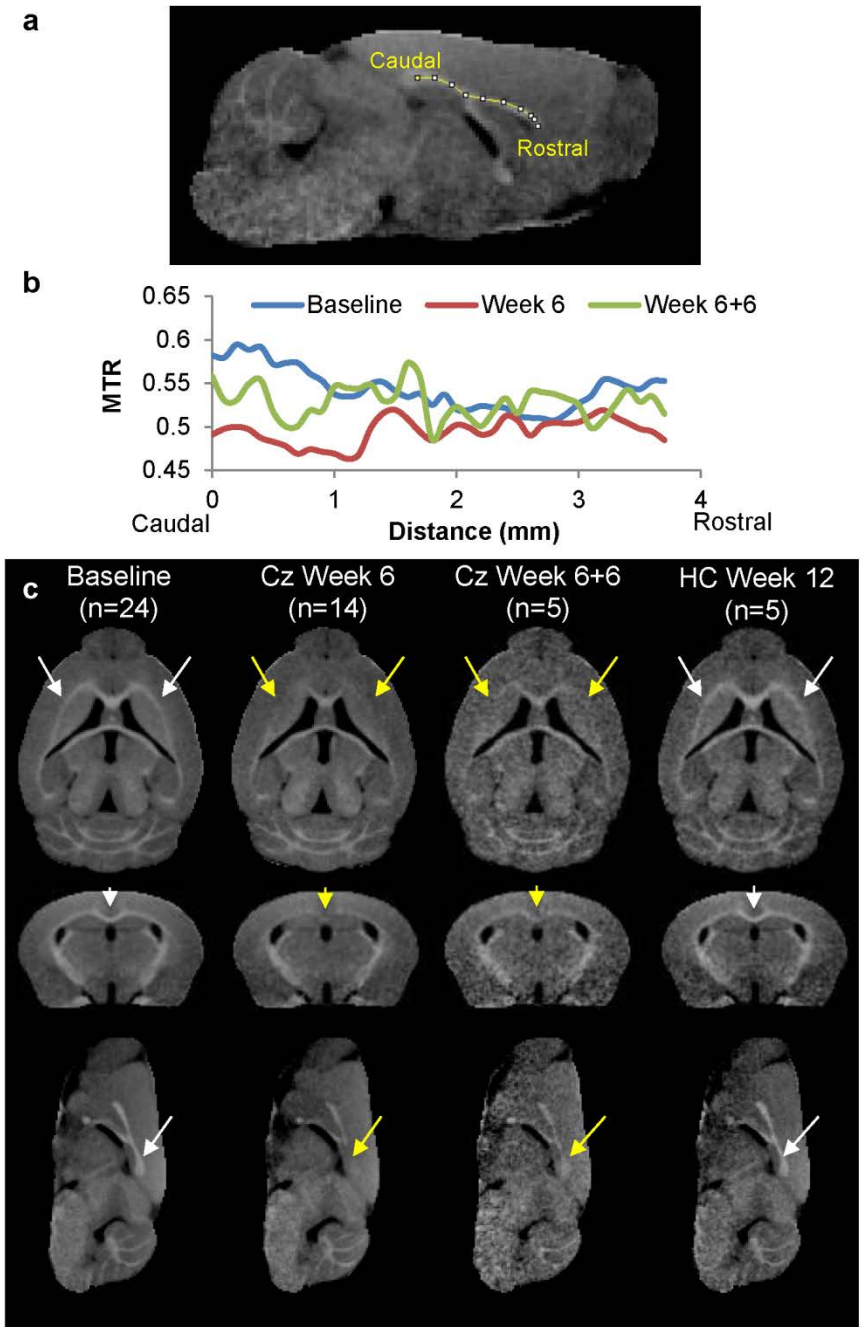 a
Caudal
Rostral
b
Baseline Week 6 Week 6+6
0.65
0.6
0.55
0.5
0.45
MTR
0 1 2 3 4
Caudal Distance (mm) Rostral
c
Baseline Cz Week 6 Cz Week 6+6 HC Week 12
(n=24) (n=14) (n=5) (n=5)